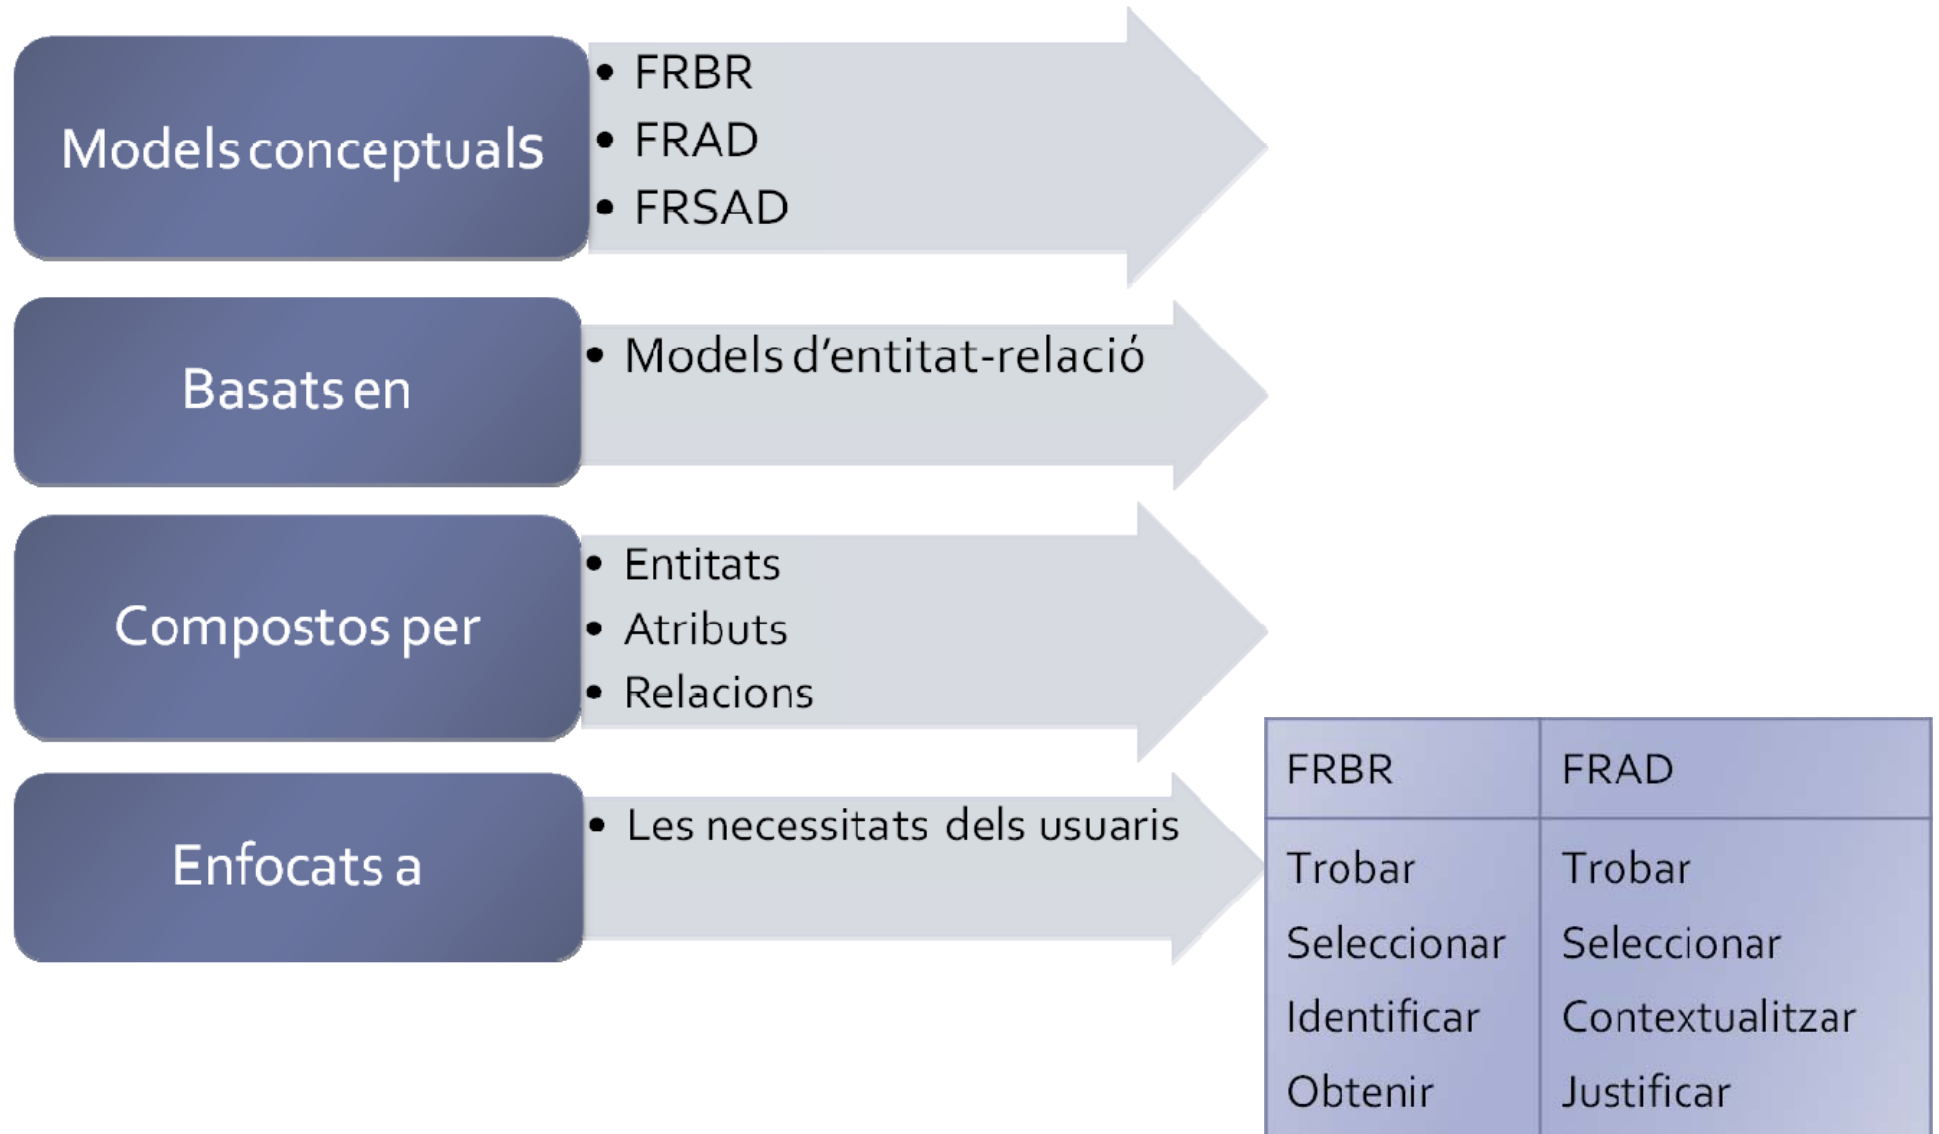 Models conceptuals
• FRBR
• FRAD
• FRSAD
Basats en
• Models d'entitat-relació
Compostos per
• Entitats
• Atributs
• Relacions
Enfocats a
• Les necessitats dels usuaris
FRBR FRAD
Trobar Trobar
Seleccionar Seleccionar
Identificar Contextualitzar
Obtenir Justificar